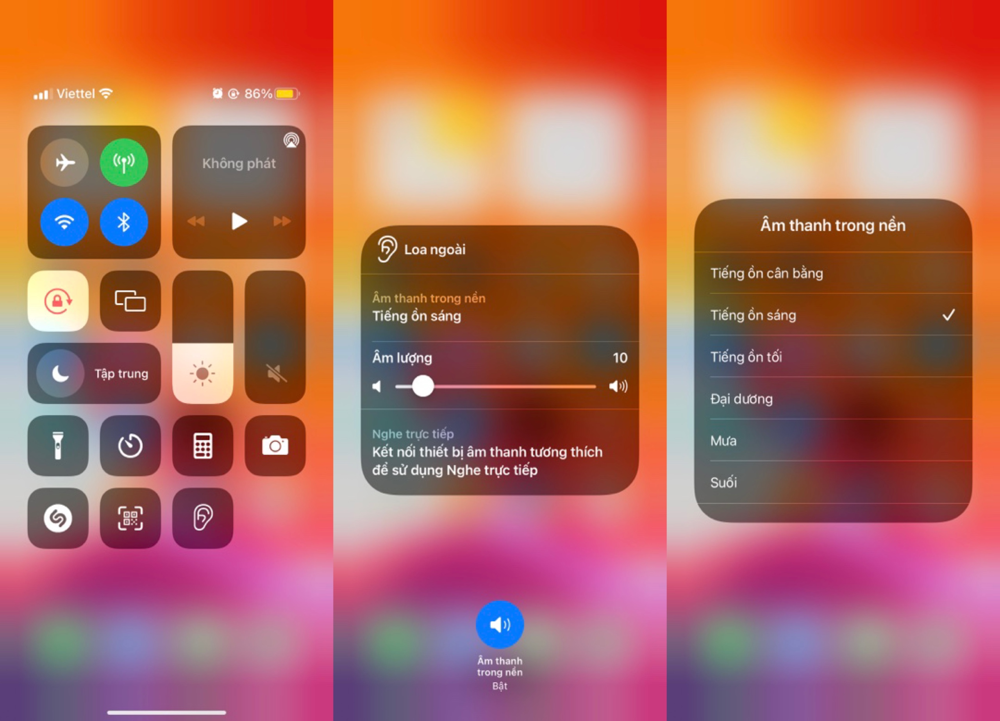 Viettel
86%
Không phát
Tập trung
Loa ngoài
Âm thanh trong nền
Tiếng ồn sáng
Âm lượng
10
Nghe trực tiếp
Kết nối thiết bị âm thanh tương thích
để sử dụng Nghe trực tiếp
Âm thanh
trong nền
Bật
Âm thanh trong nền
Tiếng ồn cân bằng
Tiếng ồn sáng
Tiếng ồn tối
Đại dương
Mưa
Suối